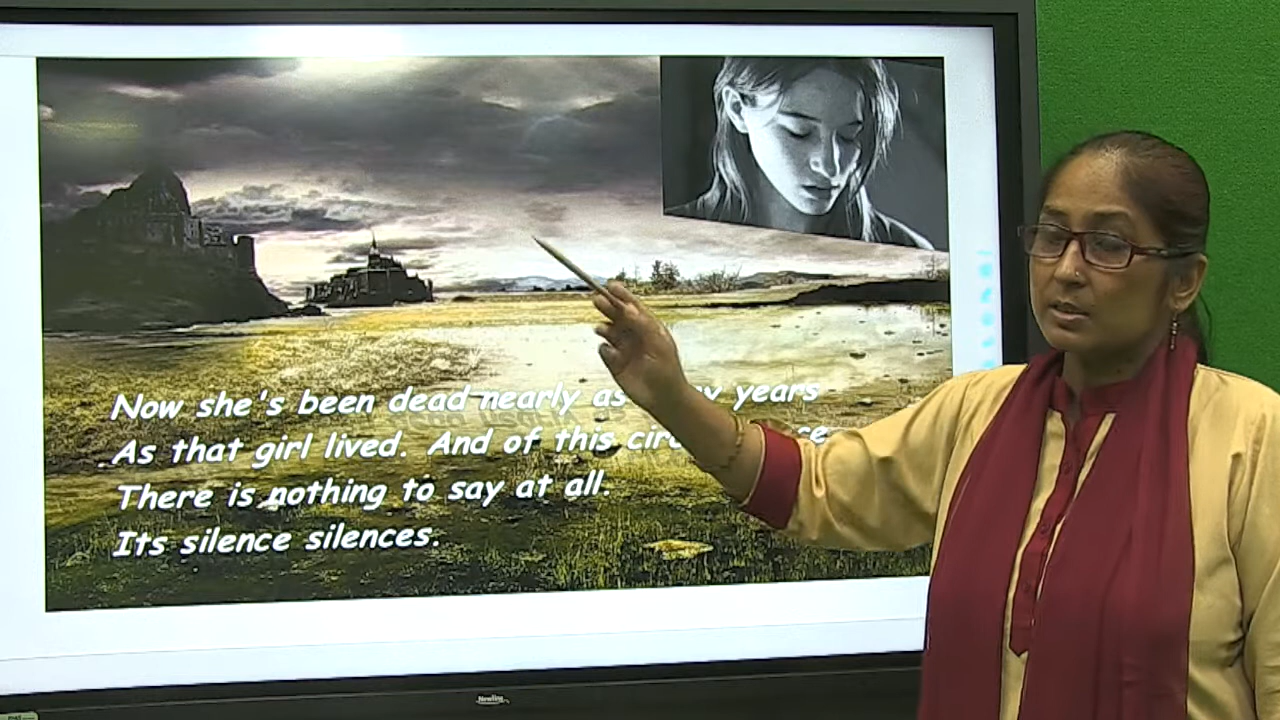 Now she's been dead nearly as years
As that girl lived. And of this
There is nothing to say at all.
Its silence silences.
Newline